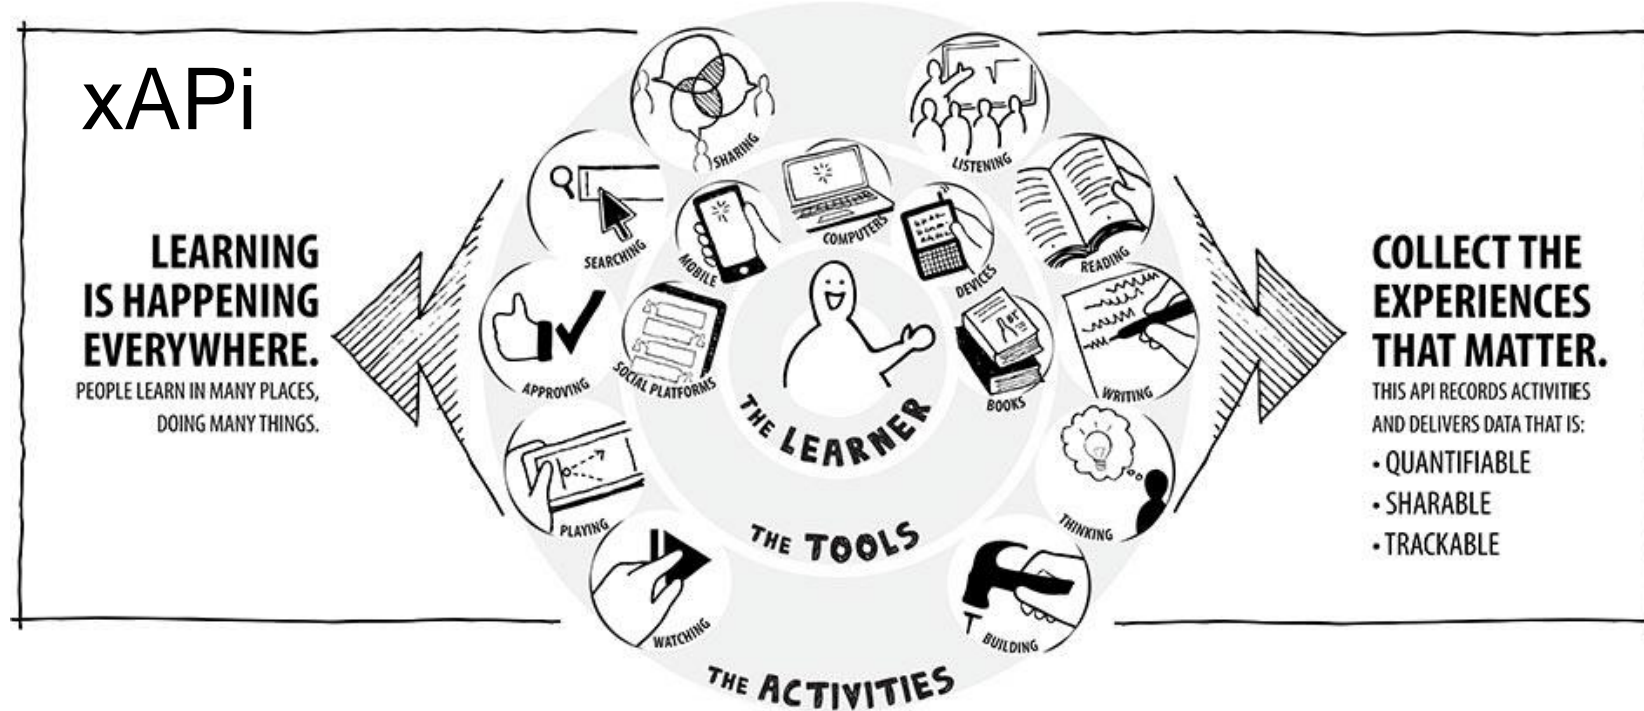 xAPi
LEARNING
IS HAPPENING
EVERYWHERE.
PEOPLE LEARN IN MANY PLACES,
DOING MANY THINGS.
SHARING
LISTENING
SEARCHING
MOBILE
COMPUTERS
DEVICES
READING
APPROVING
SOCIAL PLATFORMS
BOOKS
WRITING
THE LEARNER
PLAYING
THINKING
THE TOOLS
WATCHING
BUILDING
THE ACTIVITIES
COLLECT THE
EXPERIENCES
THAT MATTER.
THIS API RECORDS ACTIVITIES
AND DELIVERS DATA THAT IS:
• QUANTIFIABLE
• SHARABLE
• TRACKABLE